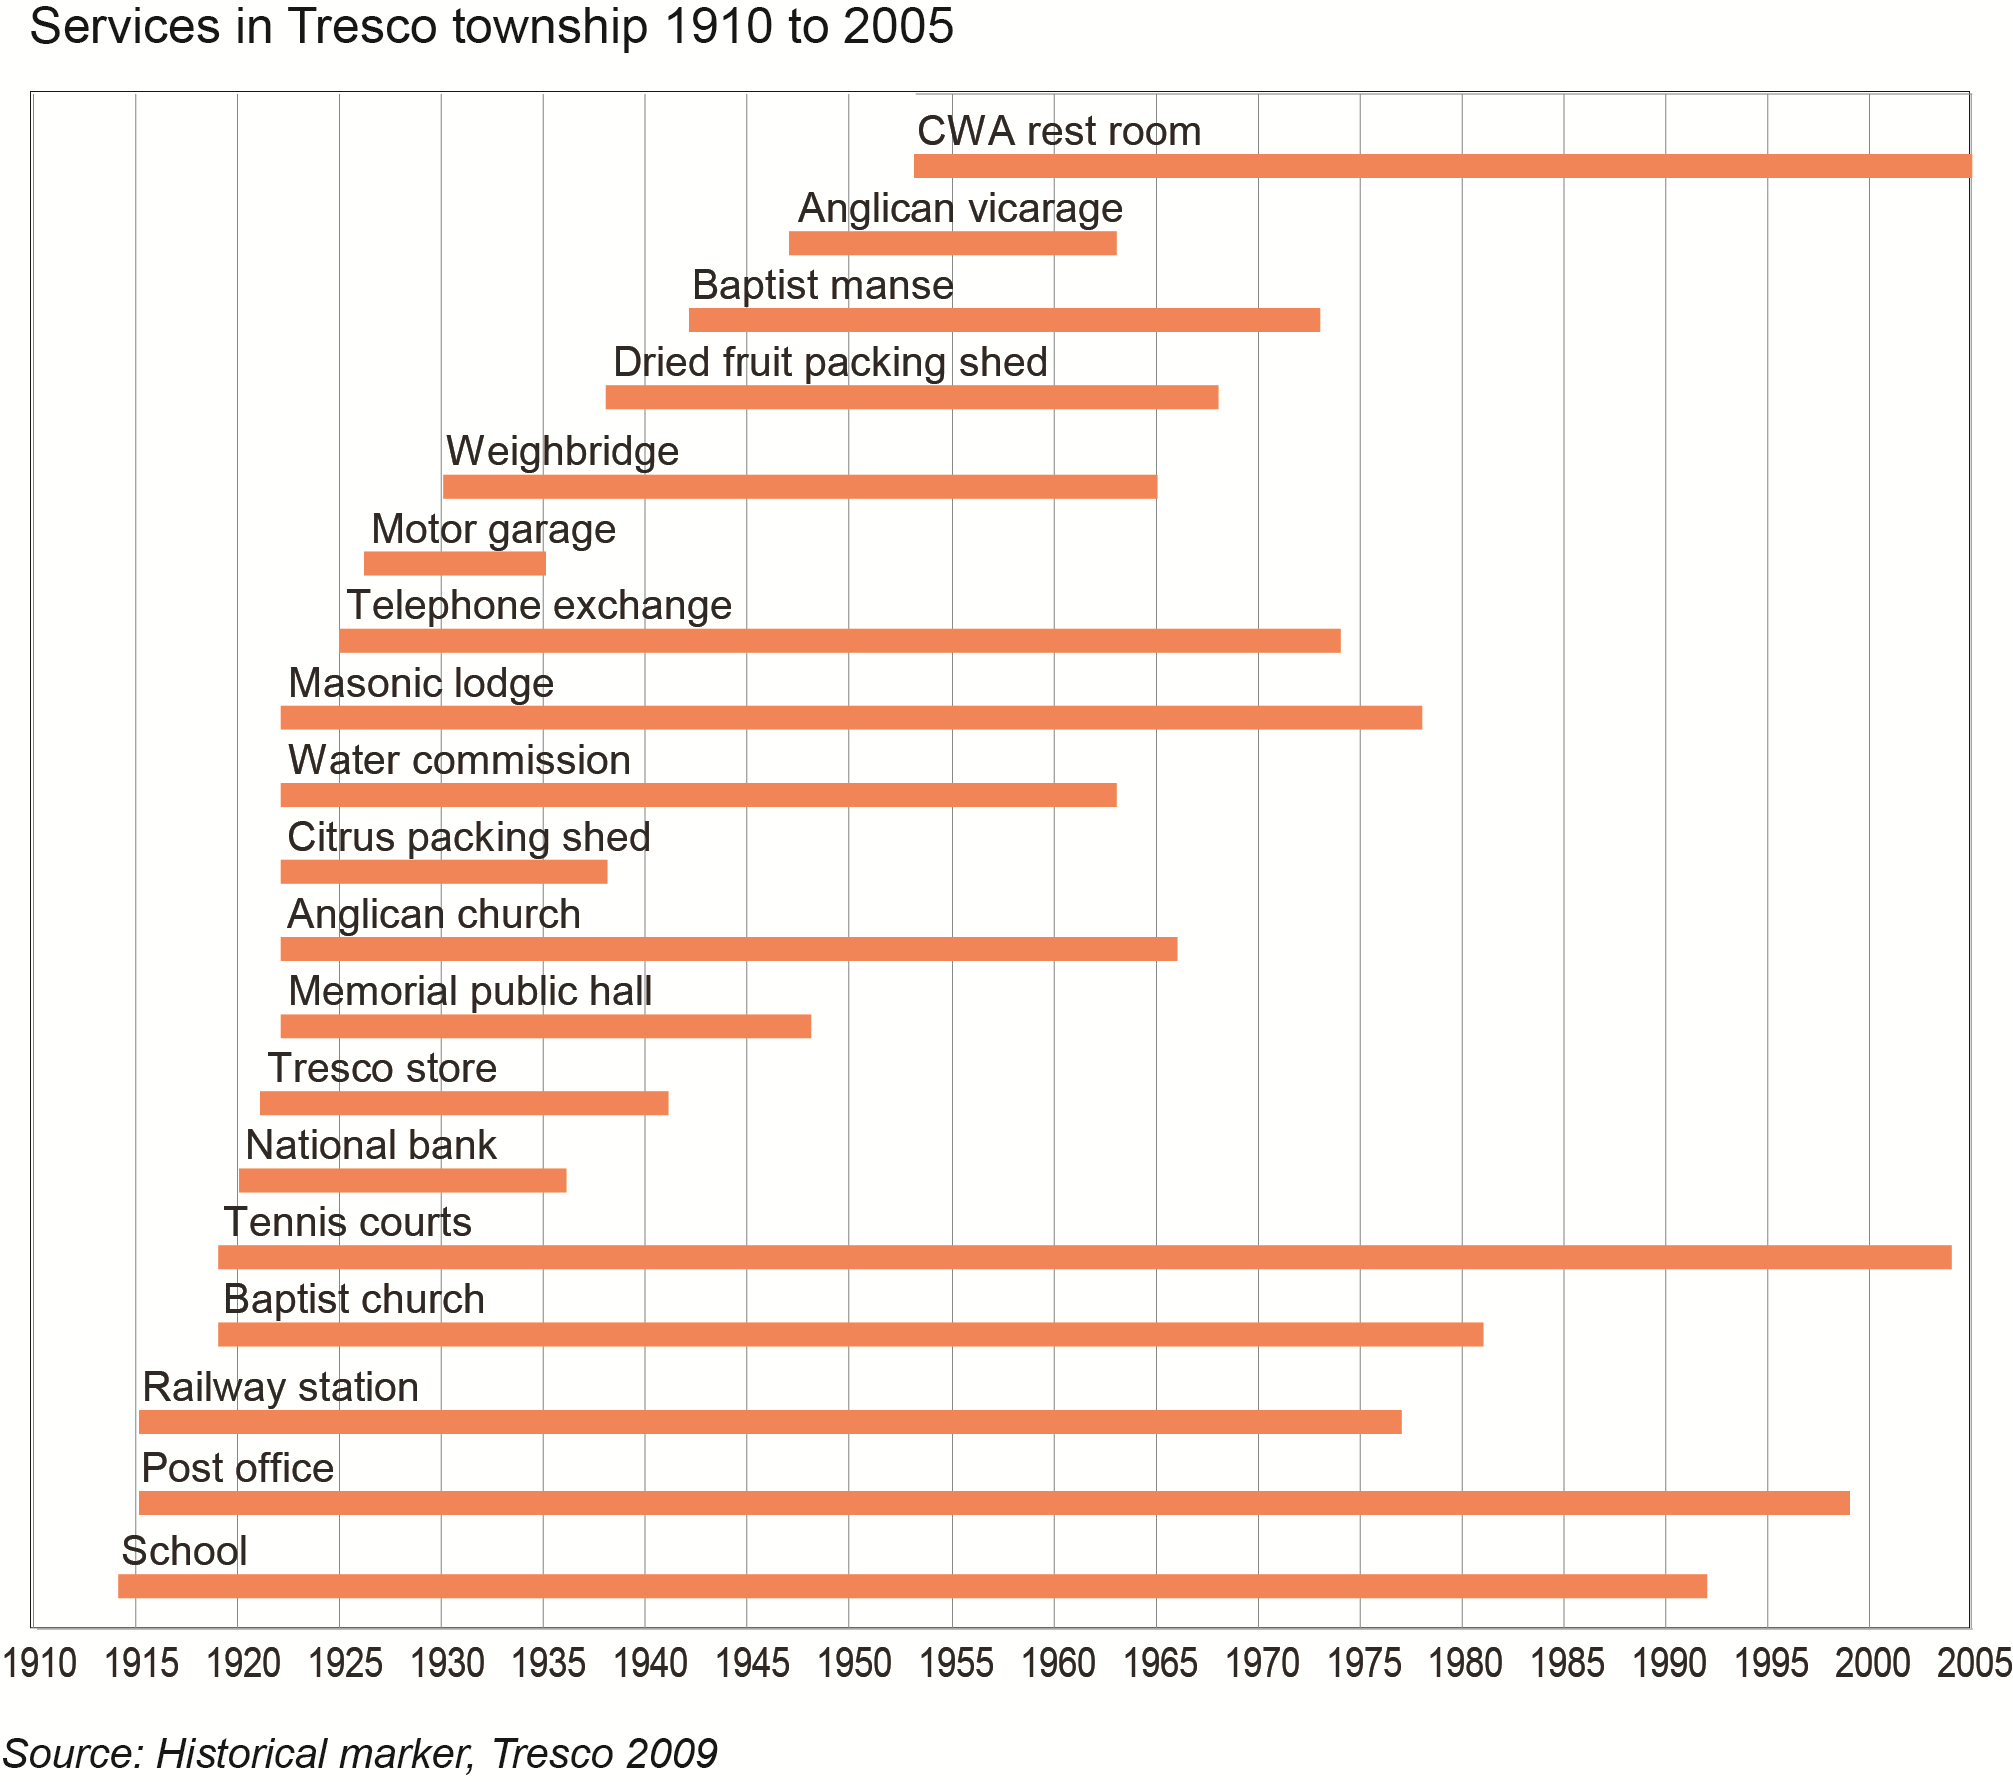 Services in Tresco township 1910 to 2005
CWA rest room
Anglican vicarage
Baptist manse
Dried fruit packing shed
Weighbridge
Motor garage
Telephone exchange
Masonic lodge
Water commission
Citrus packing shed
Anglican church
Memorial public hall
Tresco store
National bank
Tennis courts
Baptist church
Railway station
Post office
School
1910 1915 1920 1925 1930 1935 1940 1945 1950 1955 1960 1965 1970 1975 1980 1985 1990 1995 2000 2005
Source: Historical marker, Tresco 2009